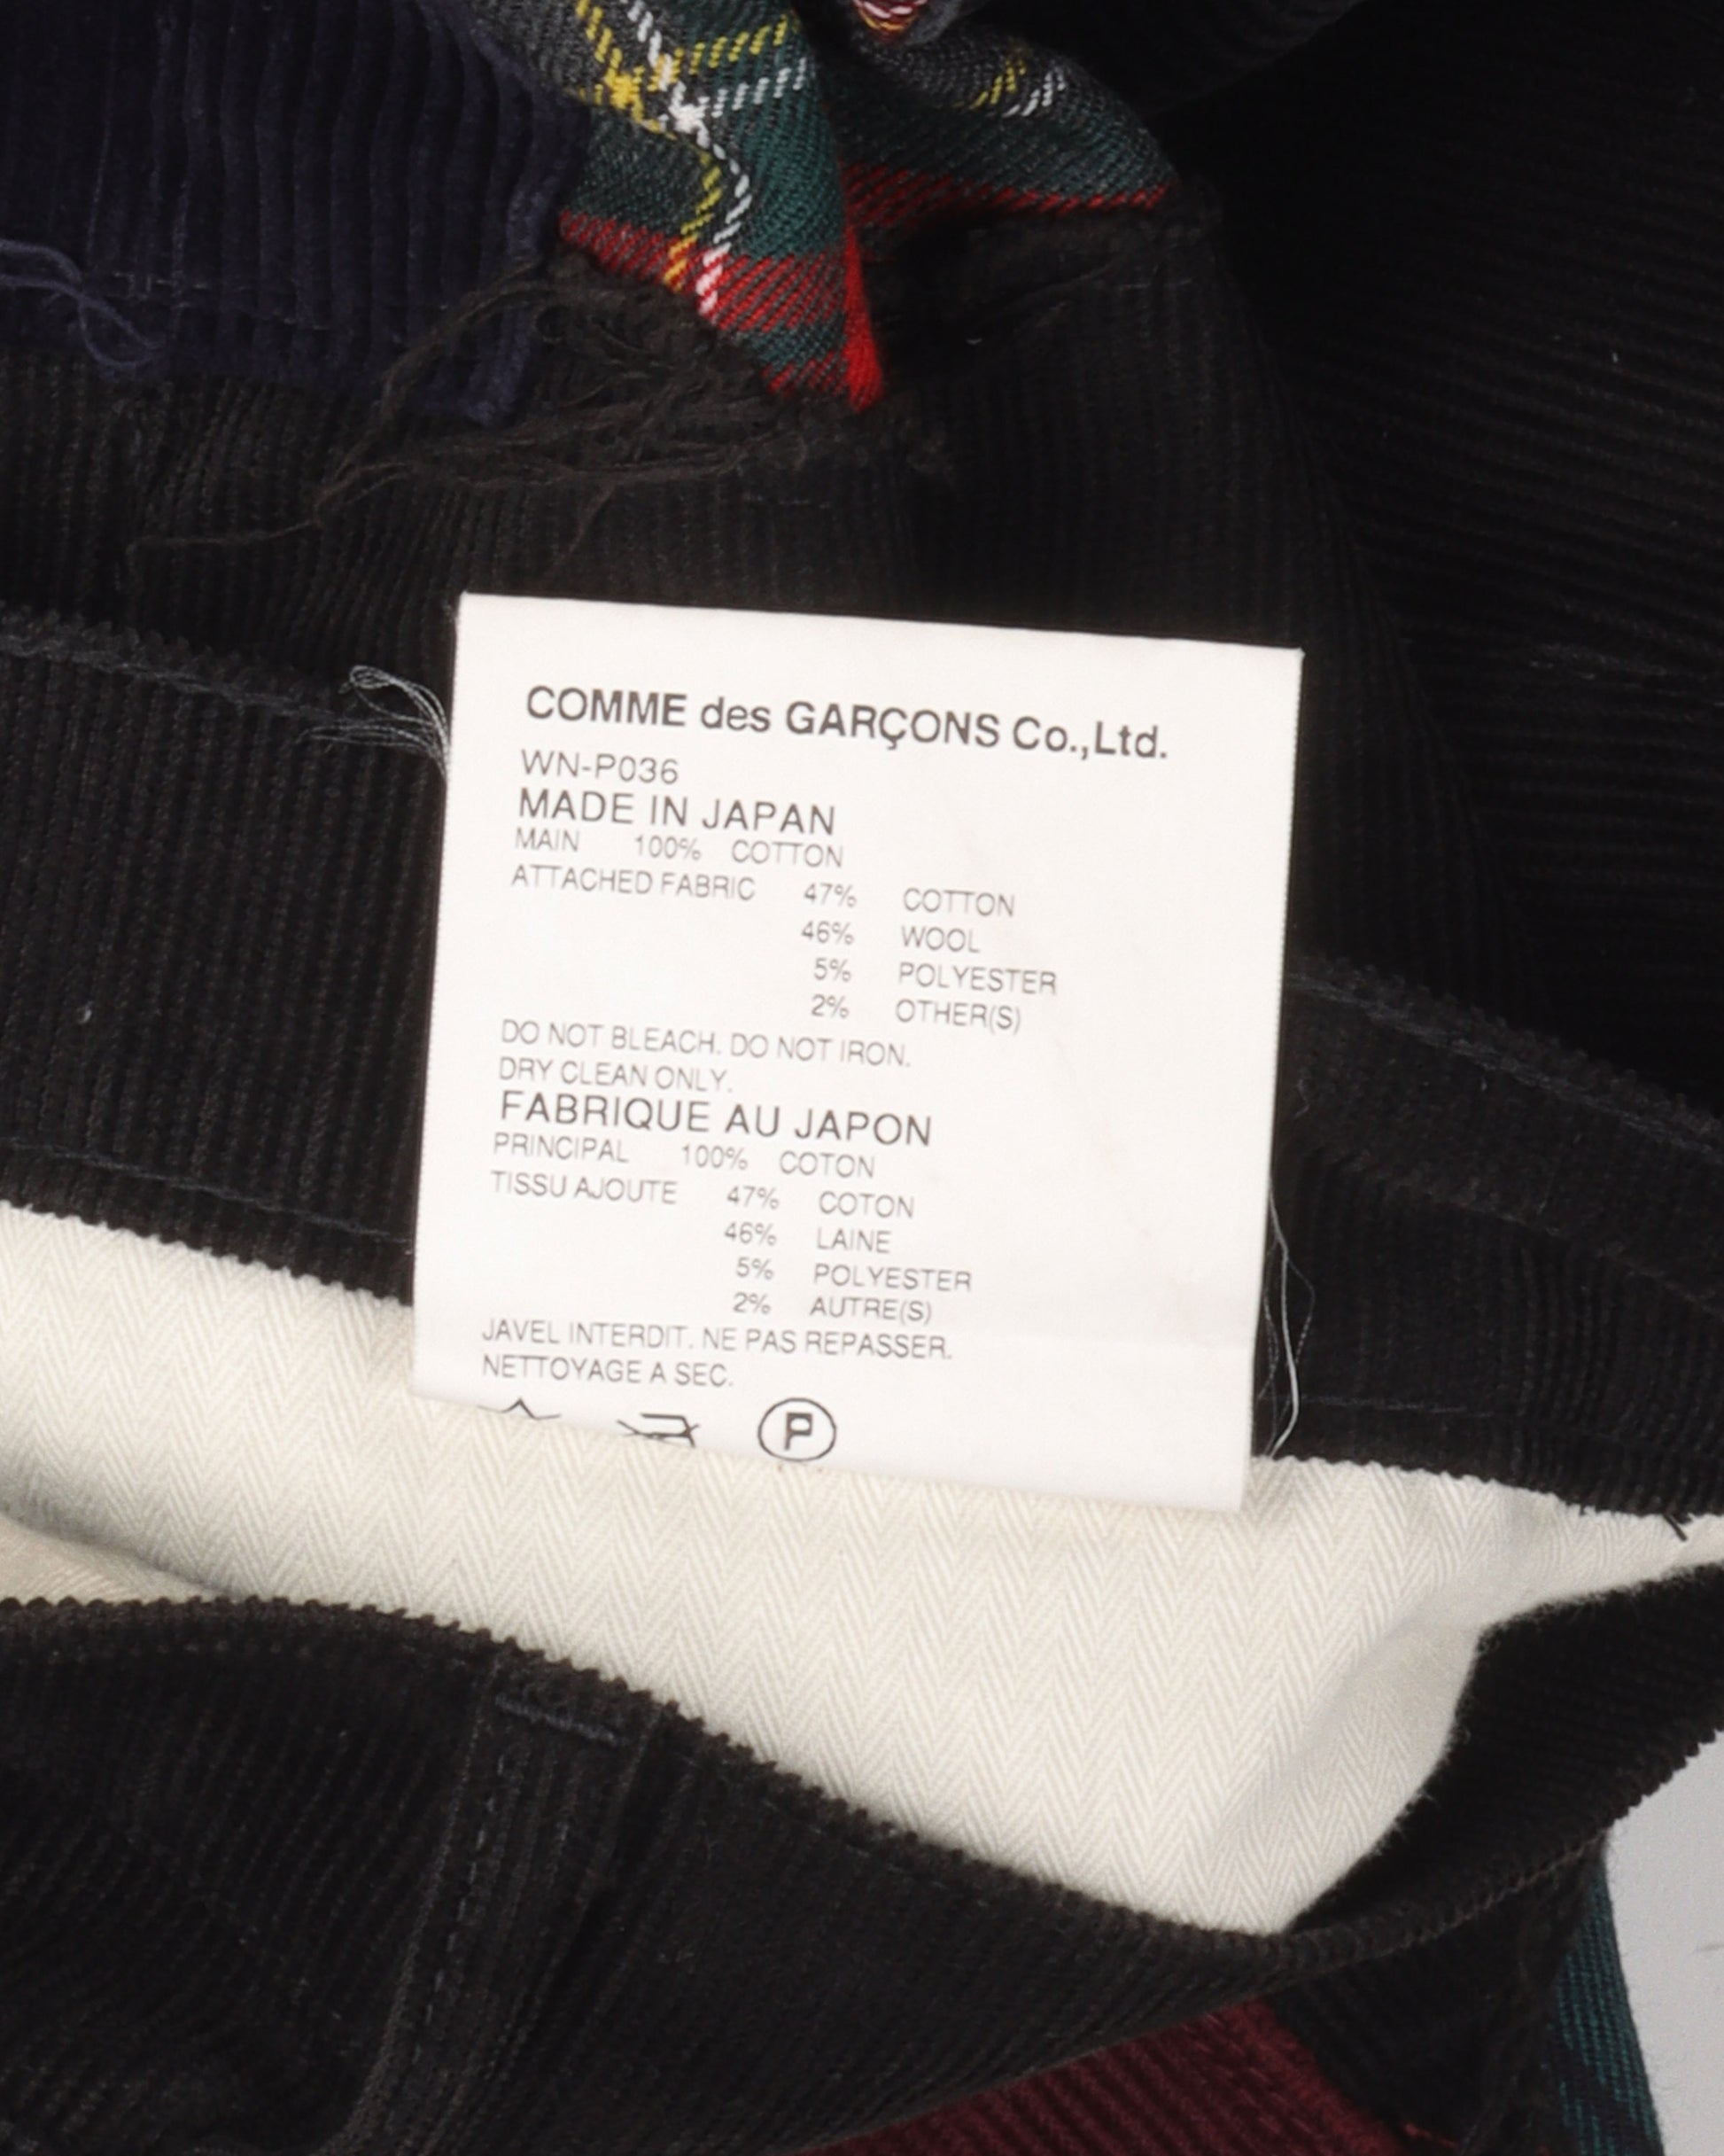 COMME des GARÇONS Co.,Ltd.
WN-P036
MADE IN JAPAN
MAIN 100% COTTON
ATTACHED FABRIC 47% COTTON
46% WOOL
5% POLYESTER
2% OTHER(S)
DO NOT BLEACH. DO NOT IRON.
DRY CLEAN ONLY.
FABRIQUE AU JAPON
PRINCIPAL 100% COTON
TISSU AJOUTE 47% COTON
46% LAINE
5% POLYESTER
2% AUTRE(S)
JAVEL INTERDIT. NE PAS REPASSER.
NETTOYAGE A SEC.
P